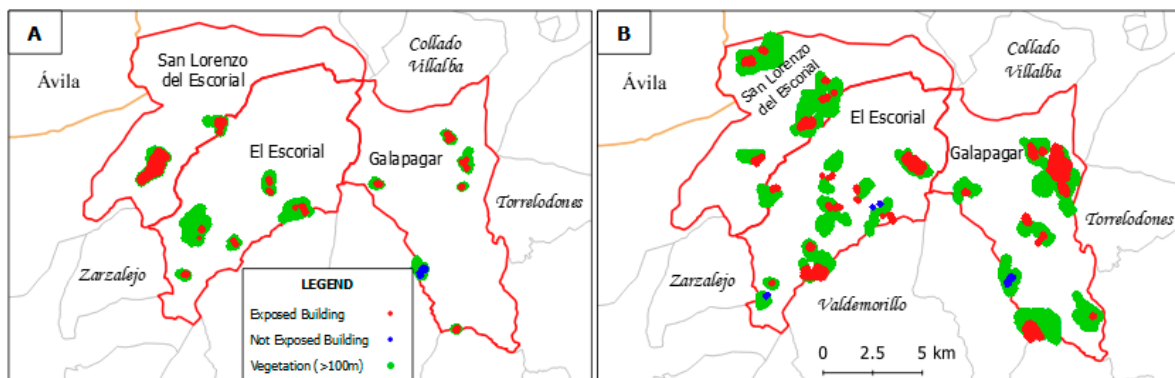 A
San Lorenzo
del Escorial
Collado
Villalba
Ávila
El Escorial
Galapagar
Torrelodones
Zarzalejo
LEGEND
Exposed Building
Not Exposed Building
Vegetation (>100m)
B
San Lorenzo
del Escorial
Collado
Villalba
Ávila
El Escorial
Galapagar
Torrelodones
Zarzalejo
Valdemorillo
0 2.5 5 km